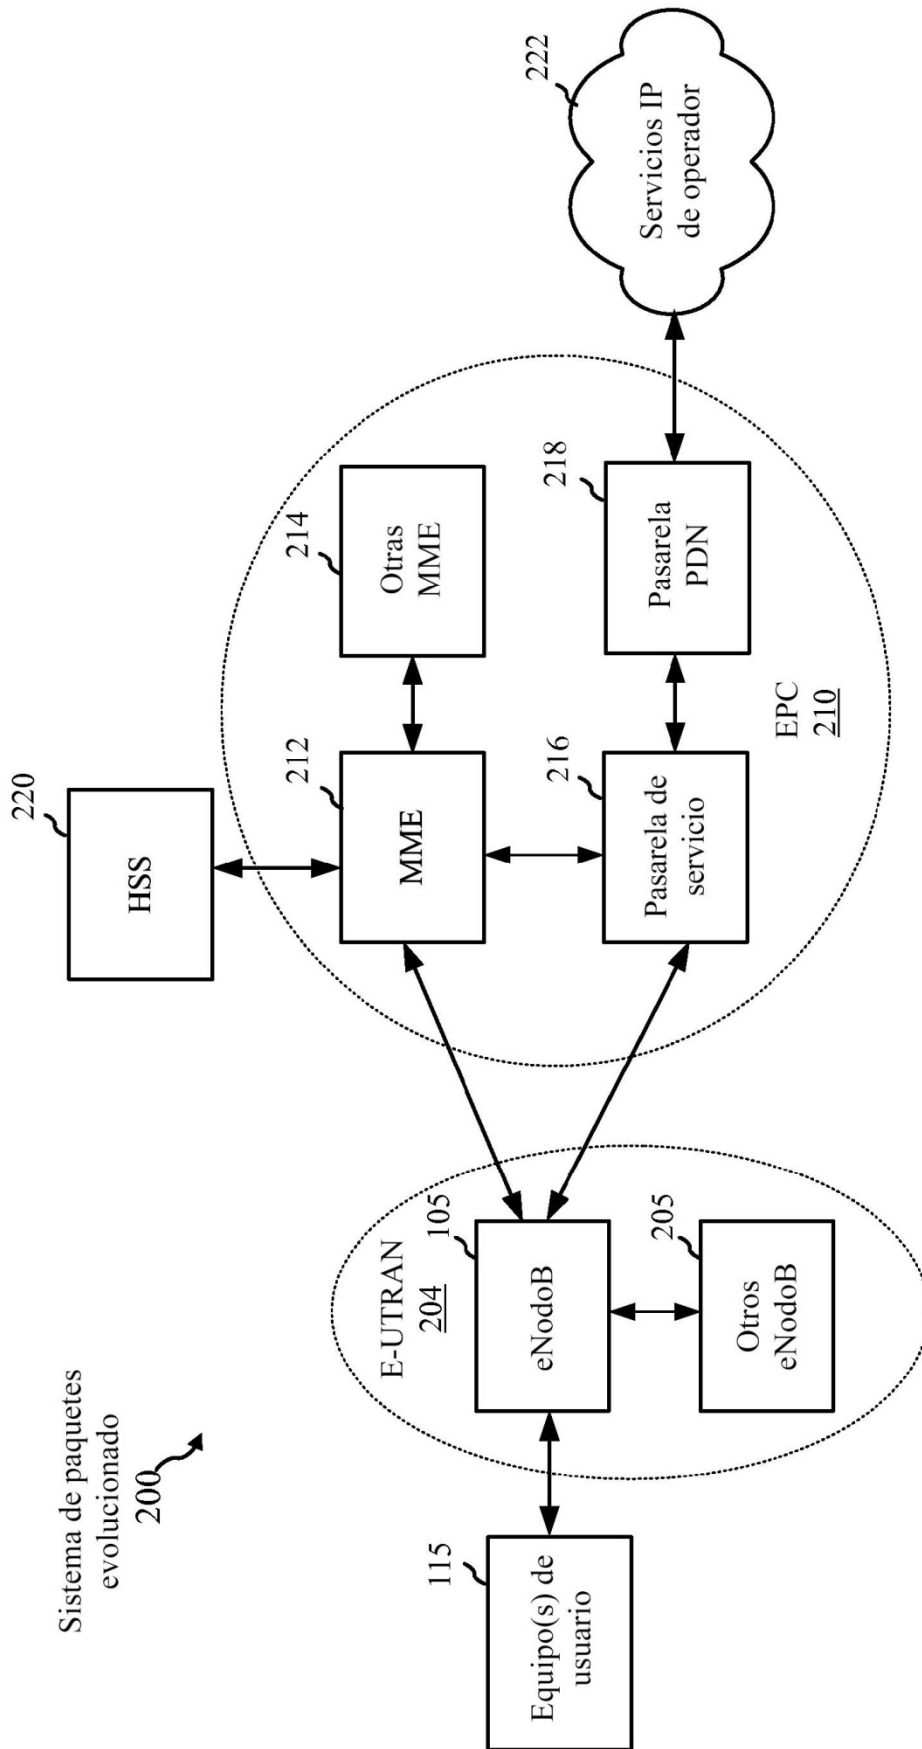 Sistema de paquetes
evolucionado
200
115
Equipo(s) de
usuario
E-UTRAN
204
105
eNodoB
205
Otros
eNodoB
220
HSS
212
MME
214
Otras
MME
216
Pasarela de
servicio
218
Pasarela
PDN
EPC
210
222
Servicios IP
de operador